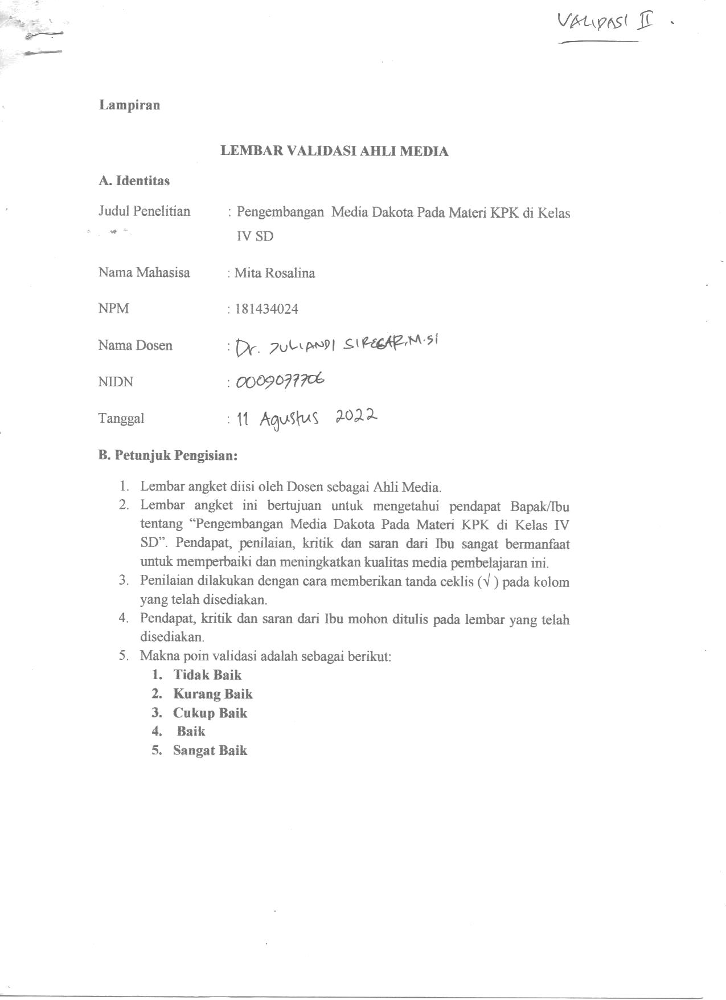 VALIDASI II .
Lampiran
LEMBAR VALIDASI AHLI MEDIA
A. Identitas
Judul Penelitian : Pengembangan Media Dakota Pada Materi KPK di Kelas
IV SD
Nama Mahasisa : Mita Rosalina
NPM : 181434024
Nama Dosen : Dr. JULIANDI SIREGAR, M.Si
NIDN : 0009077706
Tanggal : 11 Agustus 2022
B. Petunjuk Pengisian:
1. Lembar angket diisi oleh Dosen sebagai Ahli Media.
2. Lembar angket ini bertujuan untuk mengetahui pendapat Bapak/Ibu
tentang “Pengembangan Media Dakota Pada Materi KPK di Kelas IV
SD”. Pendapat, penilaian, kritik dan saran dari Ibu sangat bermanfaat
untuk memperbaiki dan meningkatkan kualitas media pembelajaran ini.
3. Penilaian dilakukan dengan cara memberikan tanda ceklis (√ ) pada kolom
yang telah disediakan.
4. Pendapat, kritik dan saran dari Ibu mohon ditulis pada lembar yang telah
disediakan.
5. Makna poin validasi adalah sebagai berikut:
1. Tidak Baik
2. Kurang Baik
3. Cukup Baik
4. Baik
5. Sangat Baik